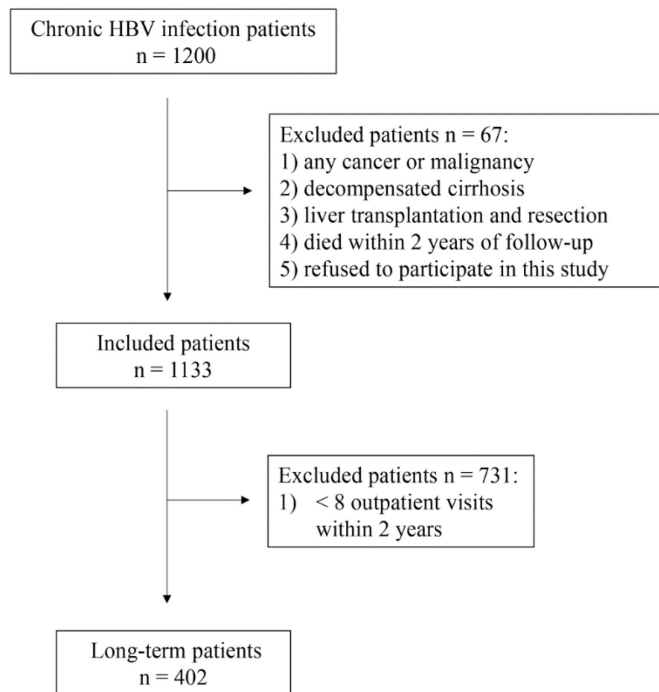 Chronic HBV infection patients
n = 1200
Excluded patients n = 67:
1) any cancer or malignancy
2) decompensated cirrhosis
3) liver transplantation and resection
4) died within 2 years of follow-up
5) refused to participate in this study
Included patients
n = 1133
Excluded patients n = 731:
1) < 8 outpatient visits
within 2 years
Long-term patients
n = 402